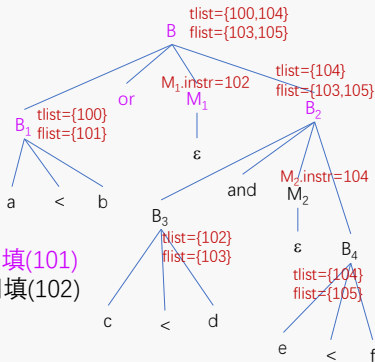 tlist={100,104}
B flist={103,105}
M₁.instr=102
tlist={104}
flist={103,105}
tlist={100}
B₁ flist={101}
or M₁ B₂
ε
and M₂.instr=104
M₂
a < b
B₃
tlist={102}
flist={103}
ε B₄
填(101)
填(102)
tlist={104}
flist={105}
c < d
e < f